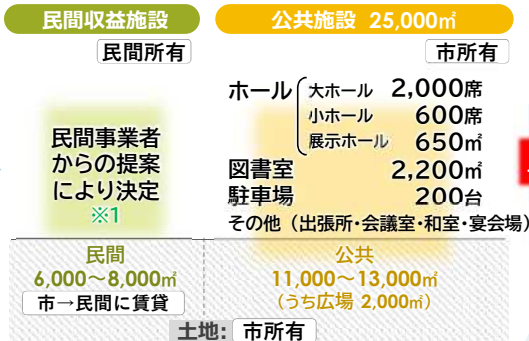 民間収益施設
民間所有
民間事業者
からの提案
により決定
※1
公共施設 25,000㎡
市所有
ホール
大ホール 2,000席
小ホール 600席
展示ホール 650㎡
図書室 2,200㎡
駐車場 200台
その他（出張所・会議室・和室・宴会場）
民間
6,000～8,000㎡
市→民間に賃貸
公共
11,000～13,000㎡
（うち広場 2,000㎡）
土地: 市所有